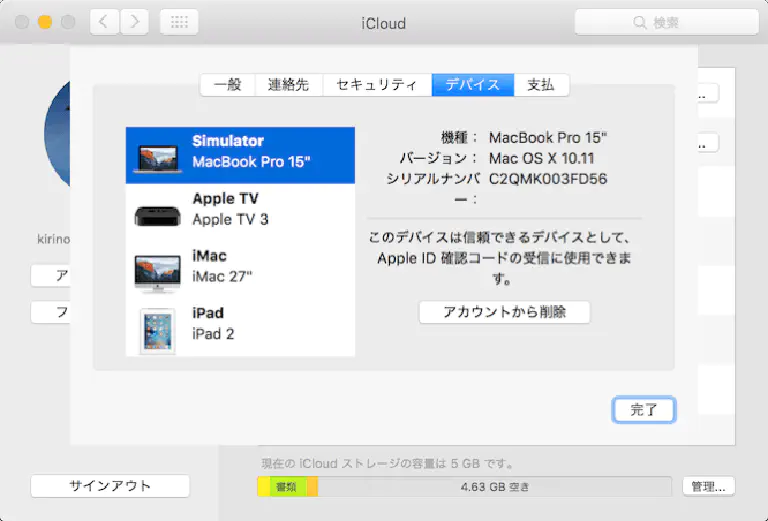 iCloud
検索
一般
連絡先
セキュリティ
デバイス
支払
Simulator
MacBook Pro 15"
Apple TV
Apple TV 3
iMac
iMac 27"
iPad
iPad 2
機種： MacBook Pro 15"
バージョン： Mac OS X 10.11
シリアルナンバ C2QMK003FD56
ー：
このデバイスは信頼できるデバイスとして、
Apple ID 確認コードの受信に使用できま
す。
アカウントから削除
完了
kirino
ア
フ
..
..
現在の iCloud ストレージの容量は 5 GB です。
サインアウト
書類
4.63 GB 空き
管理...